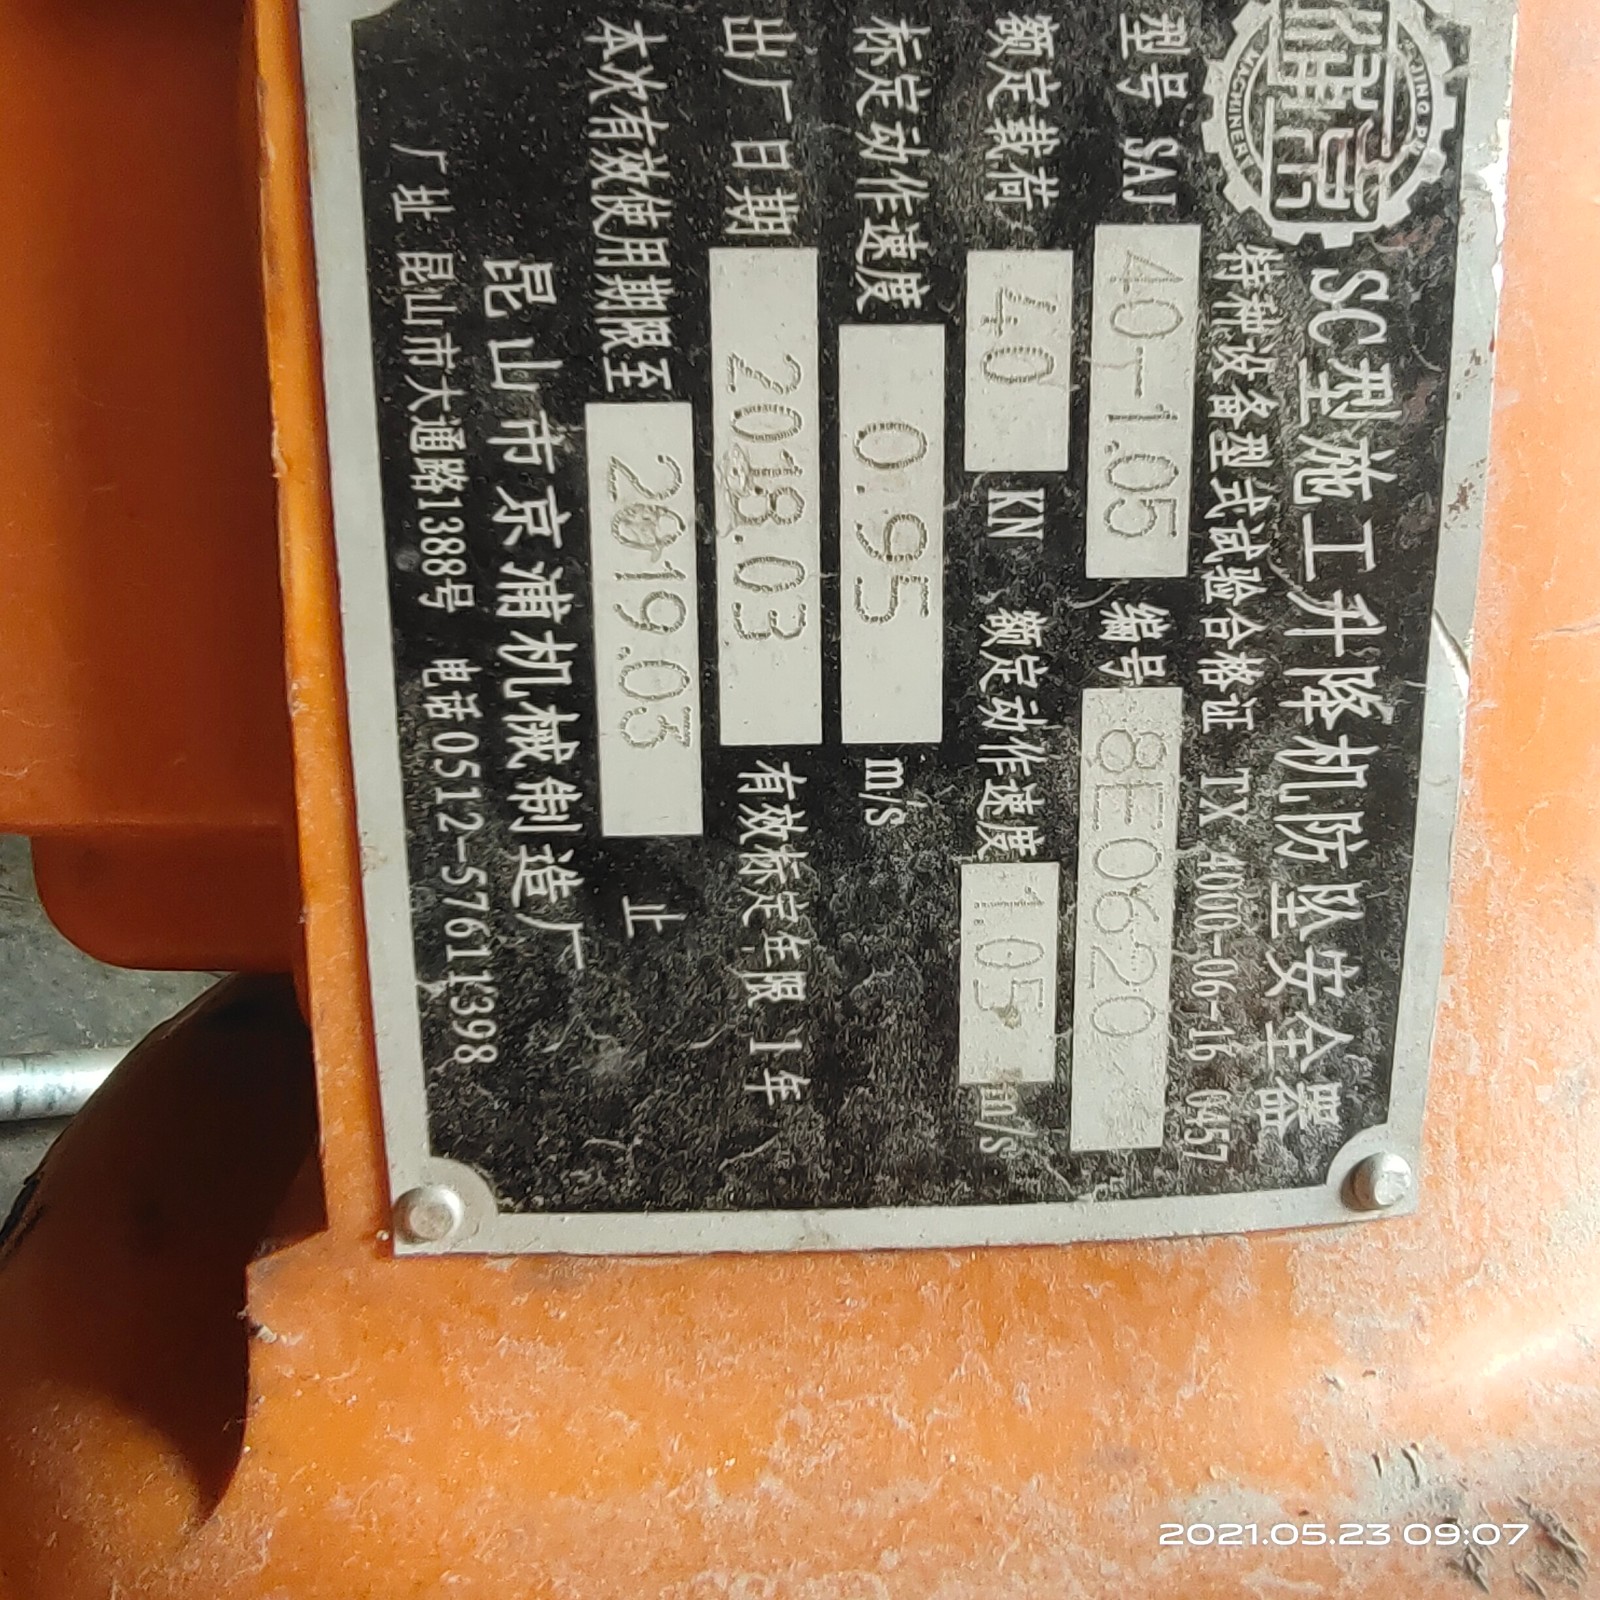 SC型施工升降机防坠安全器
特种设备型式试验合格证 TX 4000-06-16 0457
型号 SAJ 40-1.05 编号 8E0620
额定载荷 40 KN 额定动作速度 1.05 m/s
标定动作速度 0.95 m/s
出厂日期 2018.03 有效标定年限 1年
本次有效使用期限至 2019.03 止
昆山市京浦机械制造厂
厂址 昆山市大通路1388号 电话 0512-57611398
2021.05.23 09:07